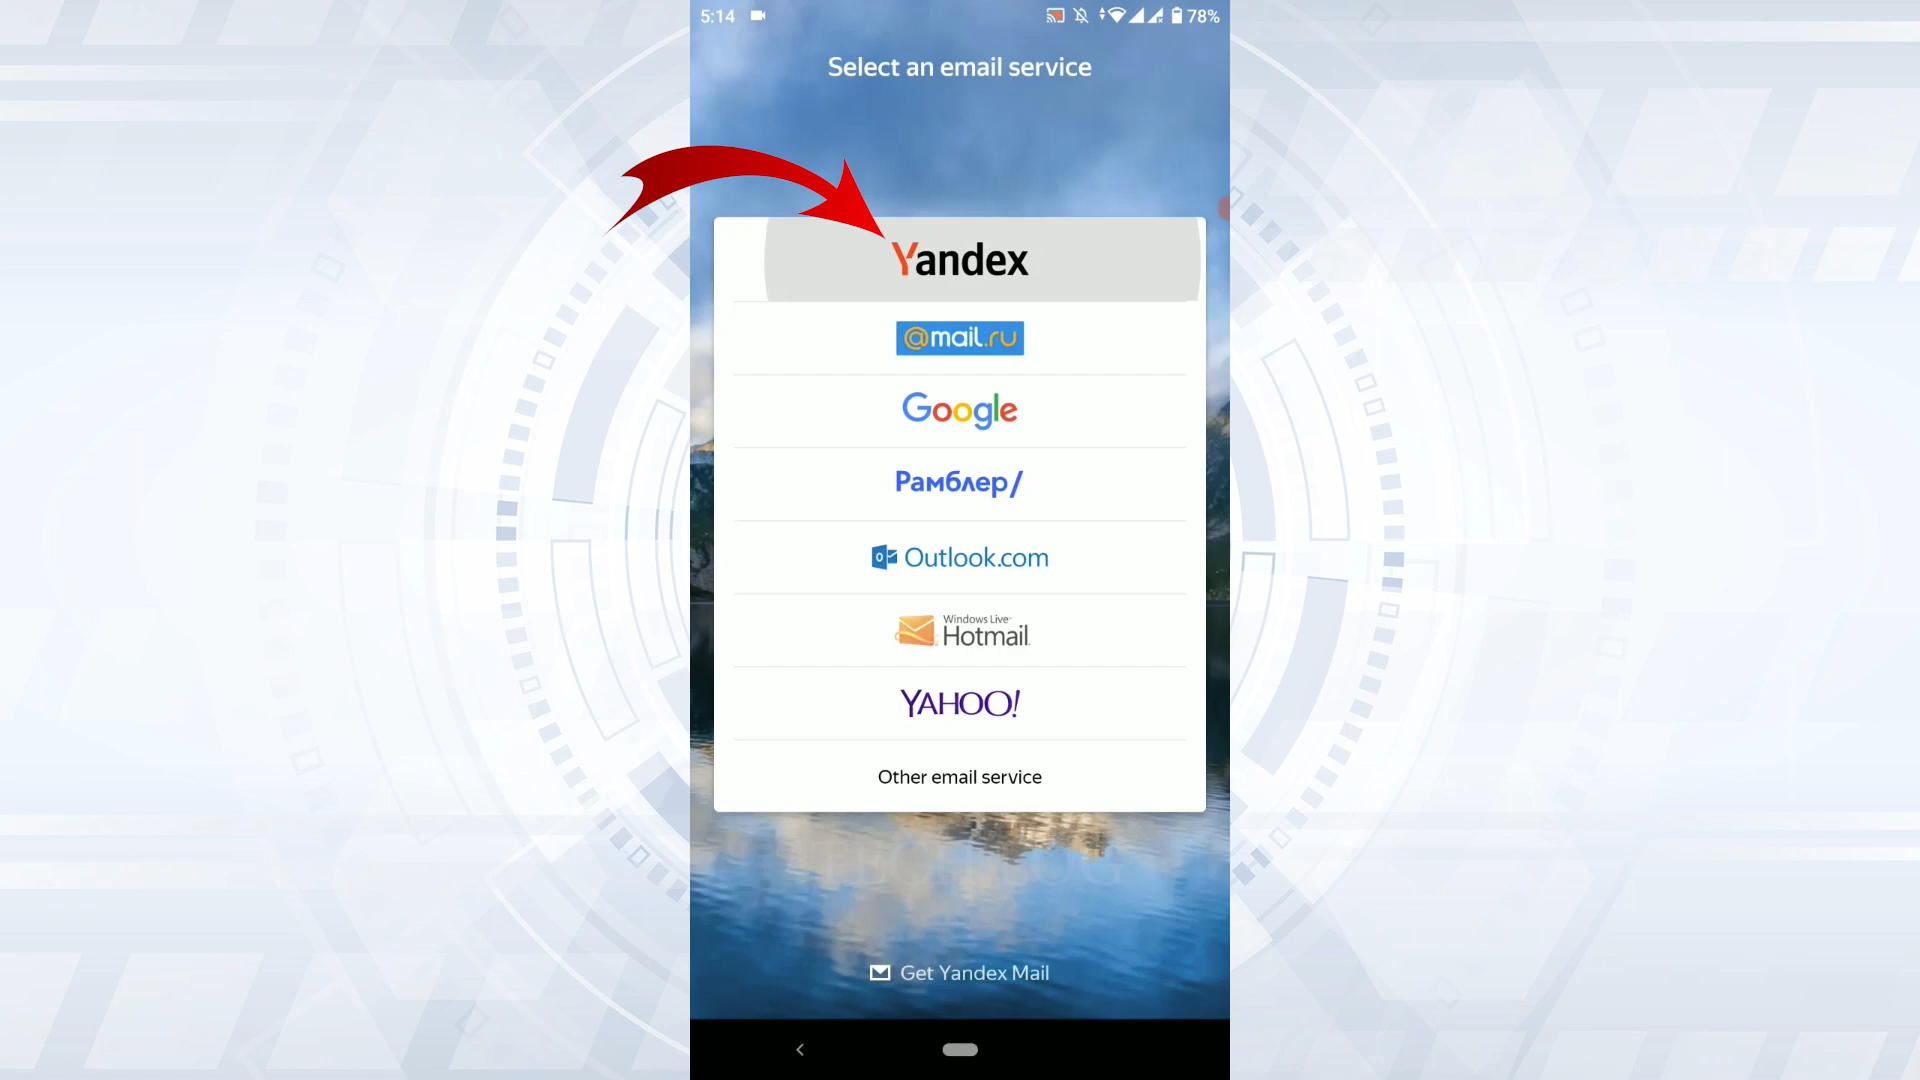 5:14
78%
Select an email service
Yandex
@mail.ru
Google
Рамблер/
Outlook.com
Windows Live™
Hotmail
YAHOO!
Other email service
Get Yandex Mail